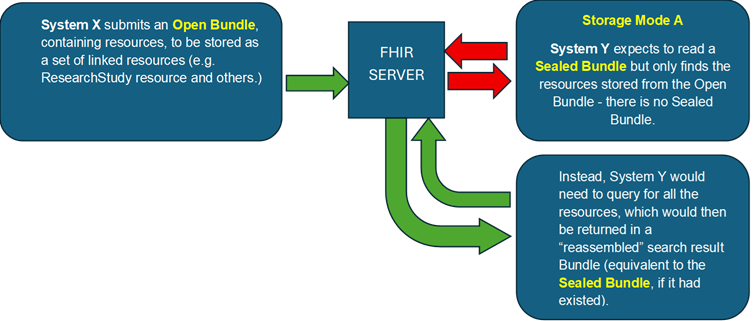 System X submits an Open Bundle,
containing resources, to be stored as
a set of linked resources (e.g.
ResearchStudy resource and others.)
FHIR
SERVER
Storage Mode A
System Y expects to read a
Sealed Bundle but only finds the
resources stored from the Open
Bundle - there is no Sealed
Bundle.
Instead, System Y would
need to query for all the
resources, which would then
be returned in a
“reassembled” search result
Bundle (equivalent to the
Sealed Bundle, if it had
existed).